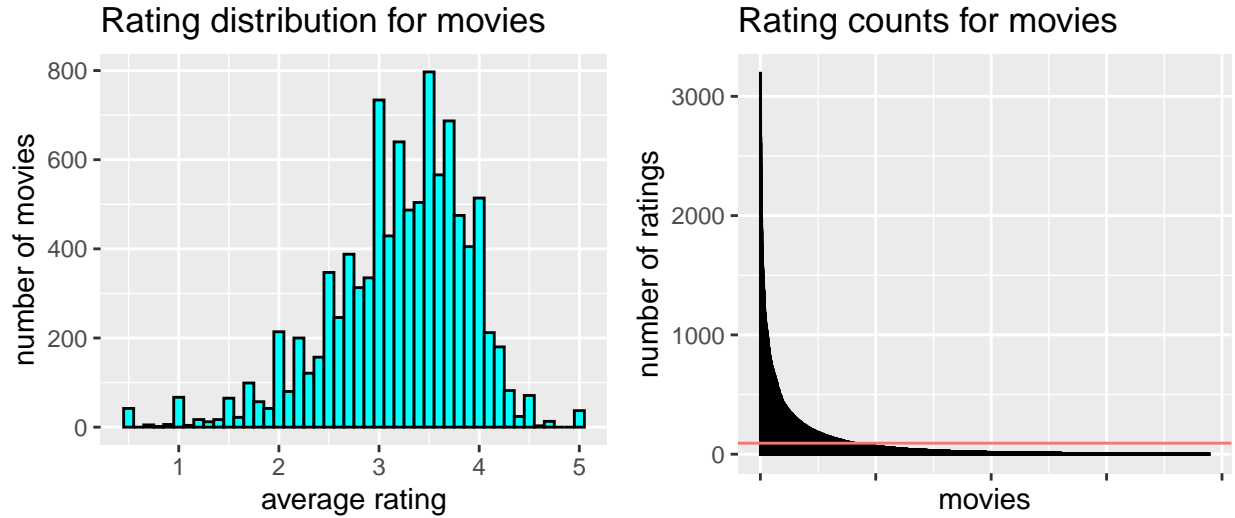 Rating distribution for movies
number of movies
800
600
400
200
0
1 2 3 4 5
average rating
Rating counts for movies
number of ratings
3000
2000
1000
0
movies